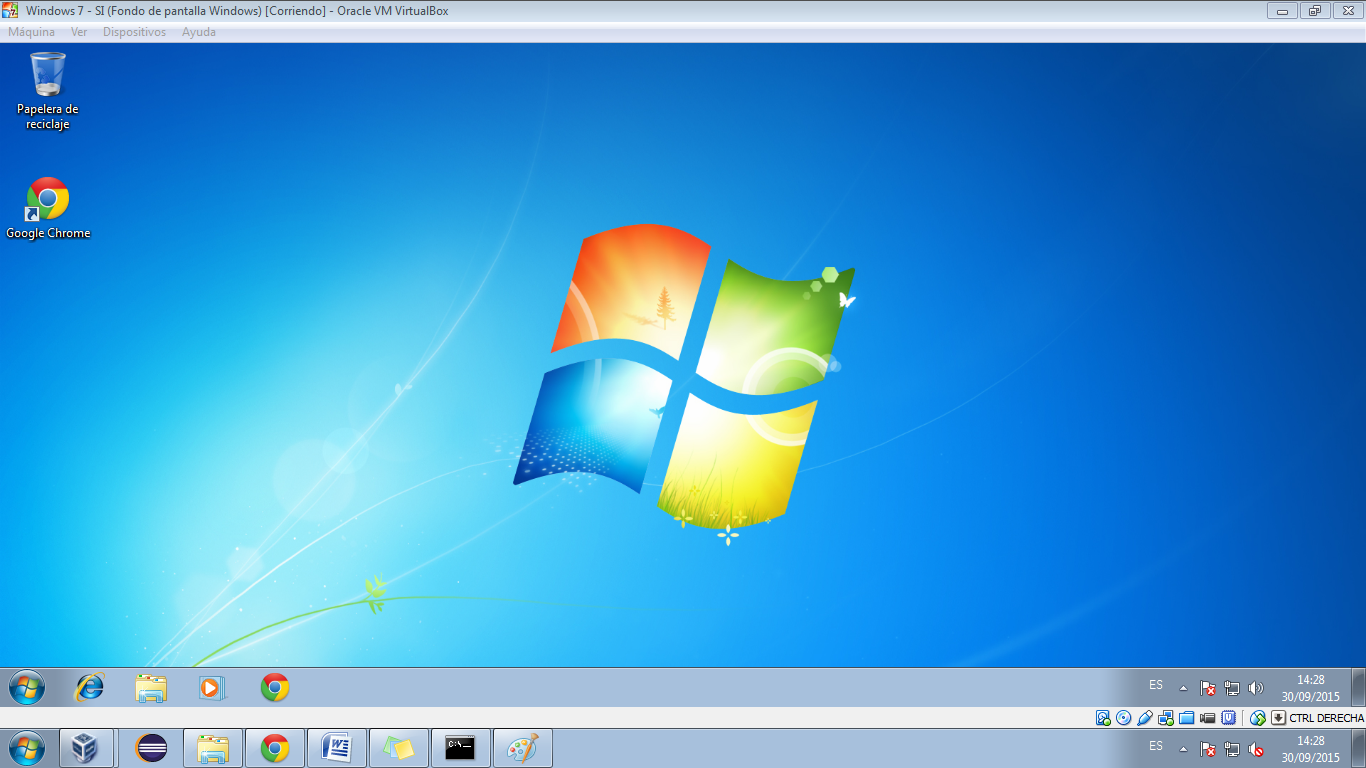 Windows 7 - SI (Fondo de pantalla Windows) [Corriendo] - Oracle VM VirtualBox
Máquina Ver Dispositivos Ayuda
Papelera de
reciclaje
Google Chrome
ES 14:28
30/09/2015
CTRL DERECHA
ES 14:28
30/09/2015